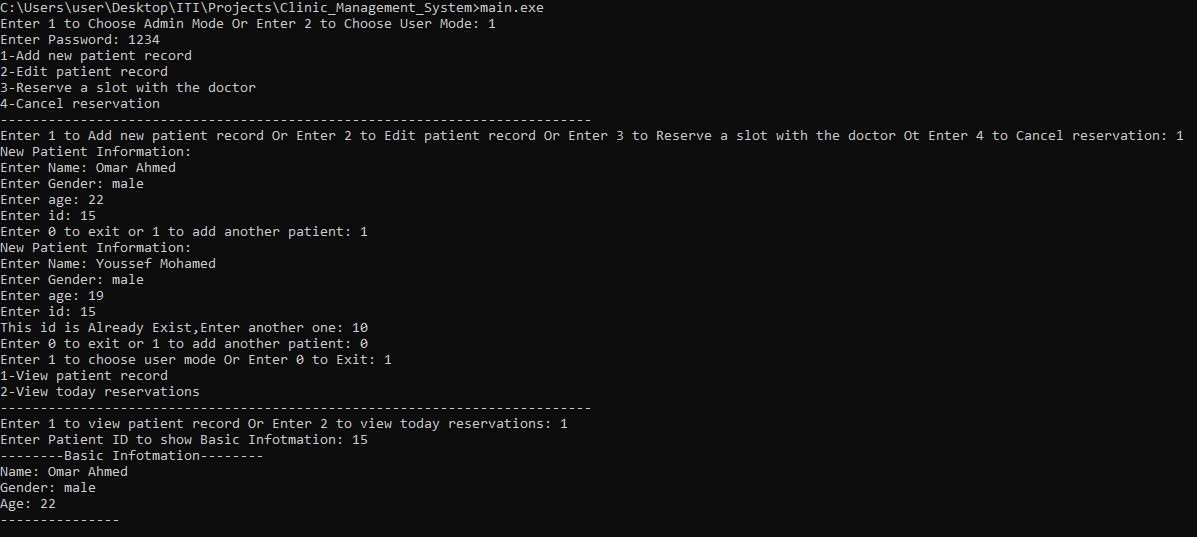 C:\Users\user\Desktop\ITI\Projects\Clinic_Management_System>main.exe
Enter 1 to Choose Admin Mode Or Enter 2 to Choose User Mode: 1
Enter Password: 1234
1-Add new patient record
2-Edit patient record
3-Reserve a slot with the doctor
4-Cancel reservation
--------------------------------------------------------------------------
Enter 1 to Add new patient record Or Enter 2 to Edit patient record Or Enter 3 to Reserve a slot with the doctor Ot Enter 4 to Cancel reservation: 1
New Patient Information:
Enter Name: Omar Ahmed
Enter Gender: male
Enter age: 22
Enter id: 15
Enter 0 to exit or 1 to add another patient: 1
New Patient Information:
Enter Name: Youssef Mohamed
Enter Gender: male
Enter age: 19
Enter id: 15
This id is Already Exist,Enter another one: 10
Enter 0 to exit or 1 to add another patient: 0
Enter 1 to choose user mode Or Enter 0 to Exit: 1
1-View patient record
2-View today reservations
--------------------------------------------------------------------------
Enter 1 to view patient record Or Enter 2 to view today reservations: 1
Enter Patient ID to show Basic Infotmation: 15
--------Basic Infotmation--------
Name: Omar Ahmed
Gender: male
Age: 22
---------------